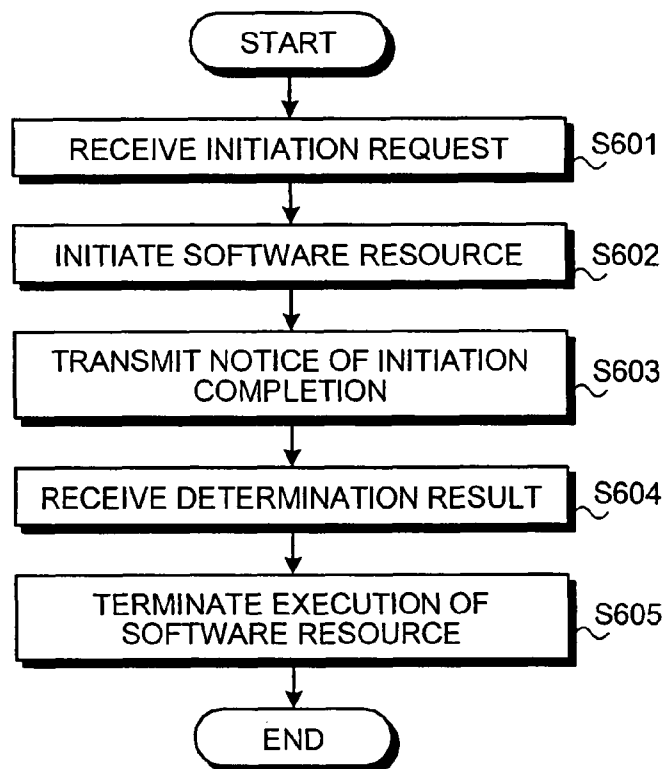 START
RECEIVE INITIATION REQUEST
S601
INITIATE SOFTWARE RESOURCE
S602
TRANSMIT NOTICE OF INITIATION
COMPLETION
S603
RECEIVE DETERMINATION RESULT
S604
TERMINATE EXECUTION OF
SOFTWARE RESOURCE
S605
END